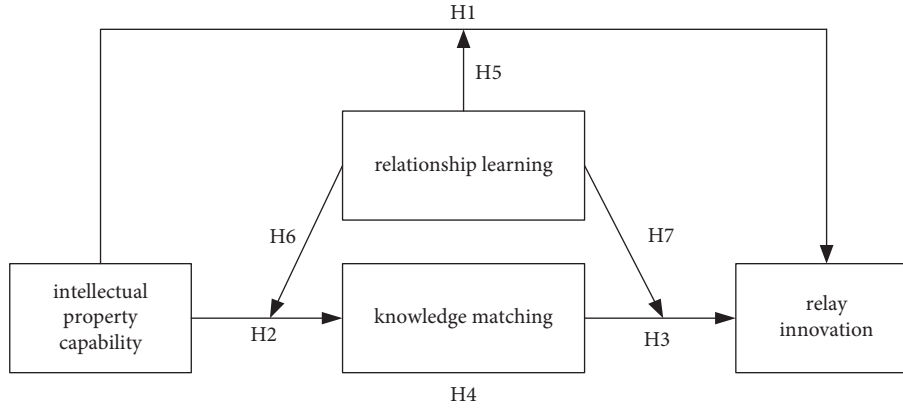 H1
H5
relationship learning
H6
H7
intellectual
property
capability
H2
knowledge matching
H3
relay
innovation
H4